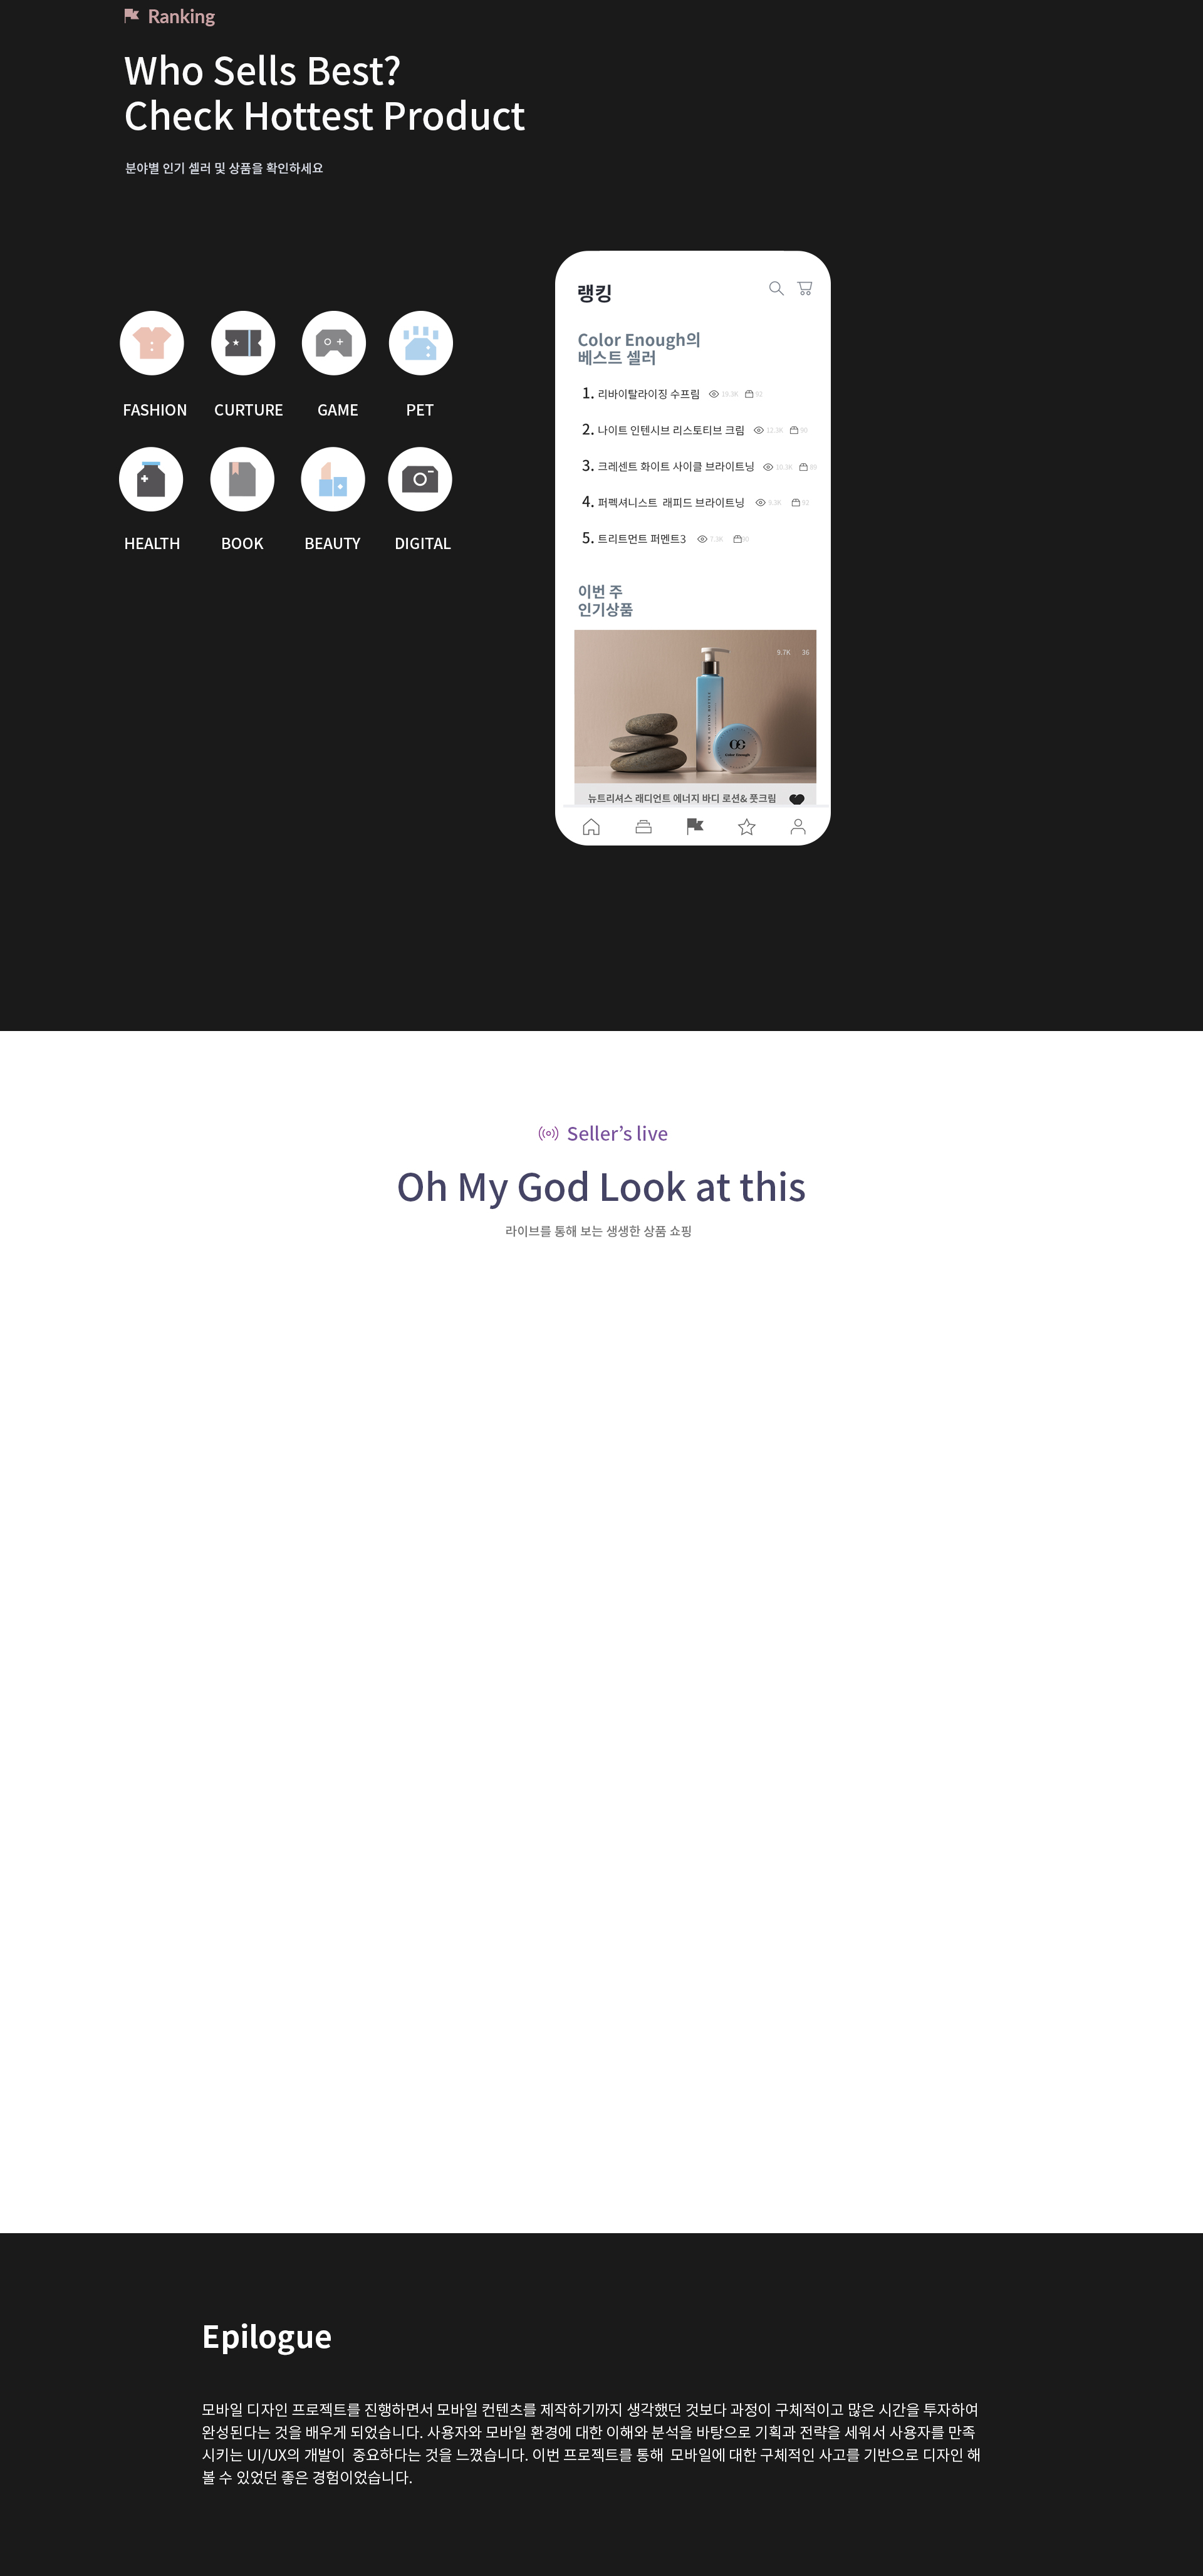 Ranking
Who Sells Best?
Check Hottest Product
분야별 인기 셀러 및 상품을 확인하세요
FASHION CURTURE GAME PET
HEALTH BOOK BEAUTY DIGITAL
랭킹
Color Enough의
베스트 셀러
1. 리바이탈라이징 수프림 19.3K 92
2. 나이트 인텐시브 리스토티브 크림 12.3K 90
3. 크레센트 화이트 사이클 브라이트닝 10.3K 89
4. 퍼펙셔니스트 래피드 브라이트닝 9.3K 92
5. 트리트먼트 퍼멘트3 7.3K 90
이번 주
인기상품
9.7K 36
Color Enough
뉴트리셔스 래디언트 에너지 바디 로션& 풋크림
Seller’s live
Oh My God Look at this
라이브를 통해 보는 생생한 상품 쇼핑
Epilogue
모바일 디자인 프로젝트를 진행하면서 모바일 컨텐츠를 제작하기까지 생각했던 것보다 과정이 구체적이고 많은 시간을 투자하여
완성된다는 것을 배우게 되었습니다. 사용자와 모바일 환경에 대한 이해와 분석을 바탕으로 기획과 전략을 세워서 사용자를 만족
시키는 UI/UX의 개발이 중요하다는 것을 느꼈습니다. 이번 프로젝트를 통해 모바일에 대한 구체적인 사고를 기반으로 디자인 해
볼 수 있었던 좋은 경험이었습니다.